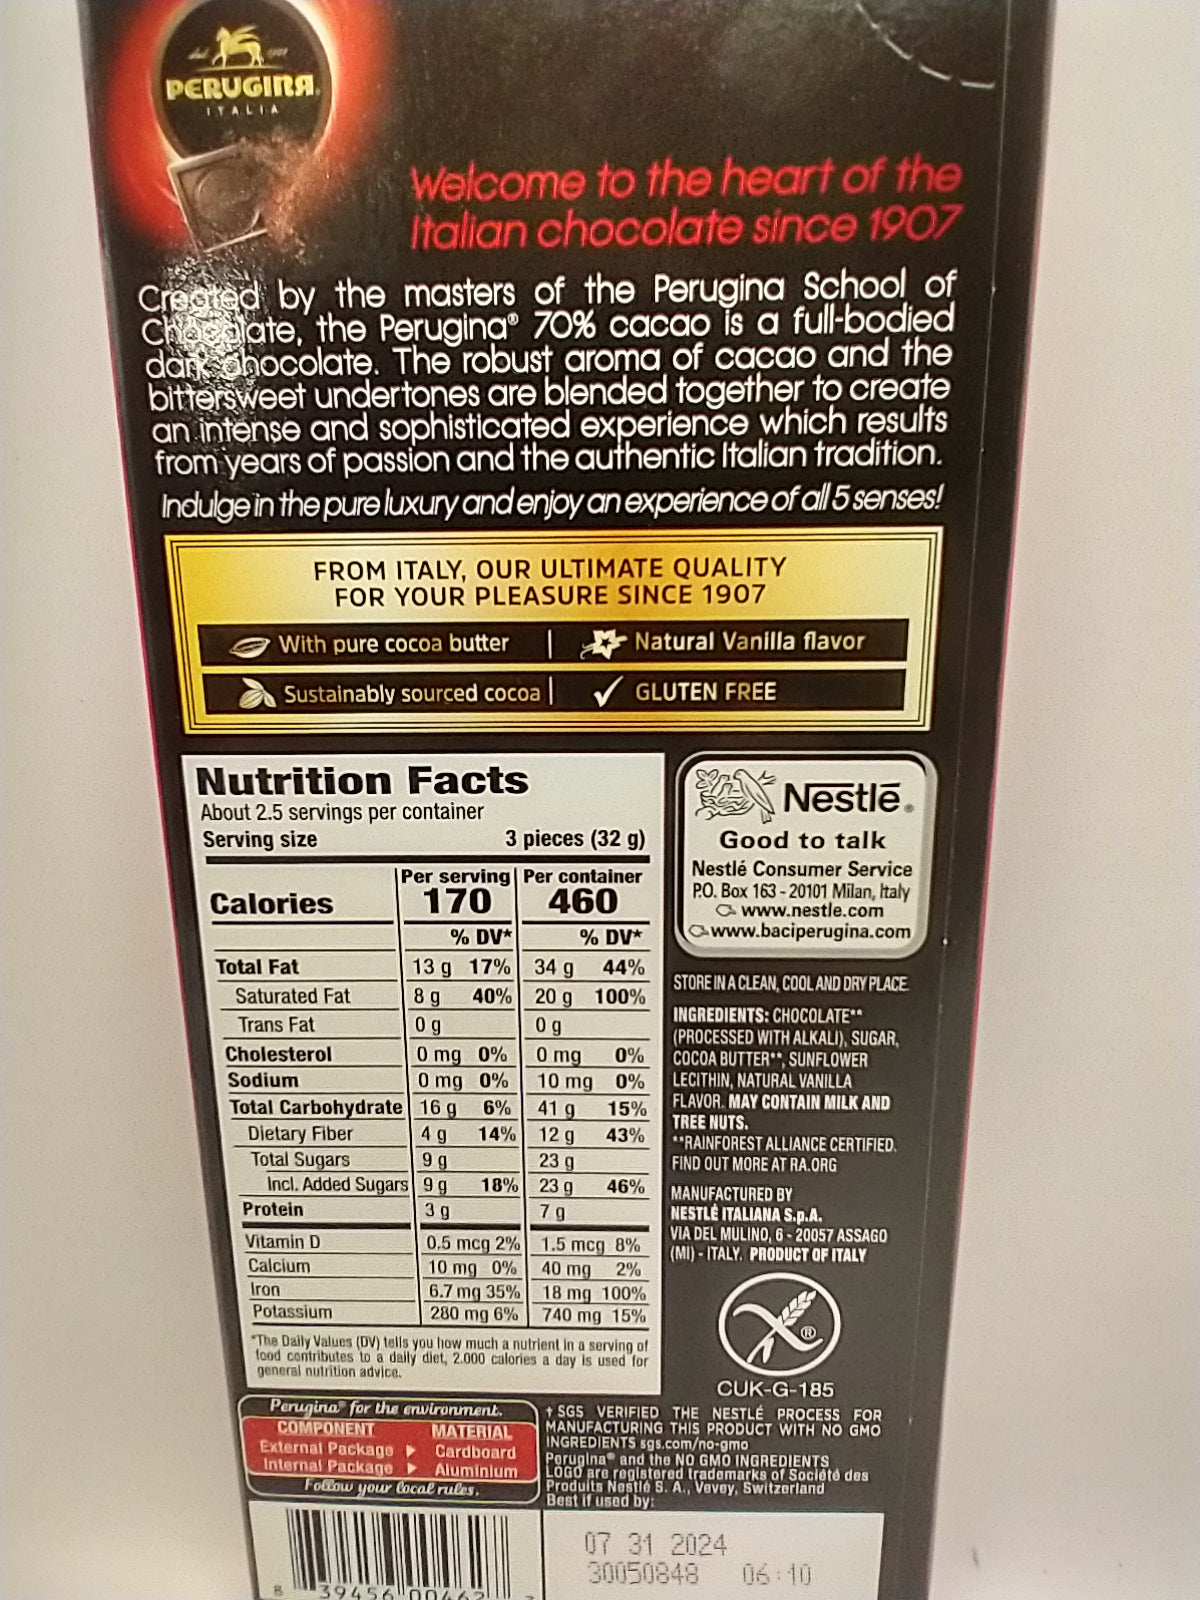 PERUGINA
ITALIA
Welcome to the heart of the
Italian chocolate since 1907
Created by the masters of the Perugina School of
Chocolate, the Perugina® 70% cacao is a full-bodied
dark chocolate. The robust aroma of cacao and the
bittersweet undertones are blended together to create
an intense and sophisticated experience which results
from years of passion and the authentic Italian tradition.
Indulge in the pure luxury and enjoy an experience of all 5 senses!
FROM ITALY, OUR ULTIMATE QUALITY
FOR YOUR PLEASURE SINCE 1907
With pure cocoa butter | Natural Vanilla flavor
Sustainably sourced cocoa | GLUTEN FREE
Nutrition Facts
About 2.5 servings per container
Serving size 3 pieces (32 g)
Per serving Per container
Calories 170 460
% DV* % DV*
Total Fat 13 g 17% 34 g 44%
Saturated Fat 8 g 40% 20 g 100%
Trans Fat 0 g 0 g
Cholesterol 0 mg 0% 0 mg 0%
Sodium 0 mg 0% 10 mg 0%
Total Carbohydrate 16 g 6% 41 g 15%
Dietary Fiber 4 g 14% 12 g 43%
Total Sugars 9 g 23 g
Incl. Added Sugars 9 g 18% 23 g 46%
Protein 3 g 7 g
Vitamin D 0.5 mcg 2% 1.5 mcg 8%
Calcium 10 mg 0% 40 mg 2%
Iron 6.7 mg 35% 18 mg 100%
Potassium 280 mg 6% 740 mg 15%
*The Daily Values (DV) tells you how much a nutrient in a serving of
food contributes to a daily diet, 2.000 calories a day is used for
general nutrition advice.
Nestlé®
Good to talk
Nestlé Consumer Service
P.O. Box 163 - 20101 Milan, Italy
www.nestle.com
www.baciperugina.com
STORE IN A CLEAN, COOL AND DRY PLACE.
INGREDIENTS: CHOCOLATE**
(PROCESSED WITH ALKALI), SUGAR,
COCOA BUTTER**, SUNFLOWER
LECITHIN, NATURAL VANILLA
FLAVOR. MAY CONTAIN MILK AND
TREE NUTS.
**RAINFOREST ALLIANCE CERTIFIED.
FIND OUT MORE AT RA.ORG
MANUFACTURED BY
NESTLÉ ITALIANA S.p.A.
VIA DEL MULINO, 6 - 20057 ASSAGO
(MI) - ITALY. PRODUCT OF ITALY
®
CUK-G-185
Perugina® for the environment.
COMPONENT MATERIAL
External Package Cardboard
Internal Package Aluminium
Follow your local rules.
† SGS VERIFIED THE NESTLÉ PROCESS FOR
MANUFACTURING THIS PRODUCT WITH NO GMO
INGREDIENTS sgs.com/no-gmo
Perugina® and the NO GMO INGREDIENTS
LOGO are registered trademarks of Société des
Produits Nestlé S. A., Vevey, Switzerland
Best if used by:
07 31 2024
30050848 06:10
8 39456 00462